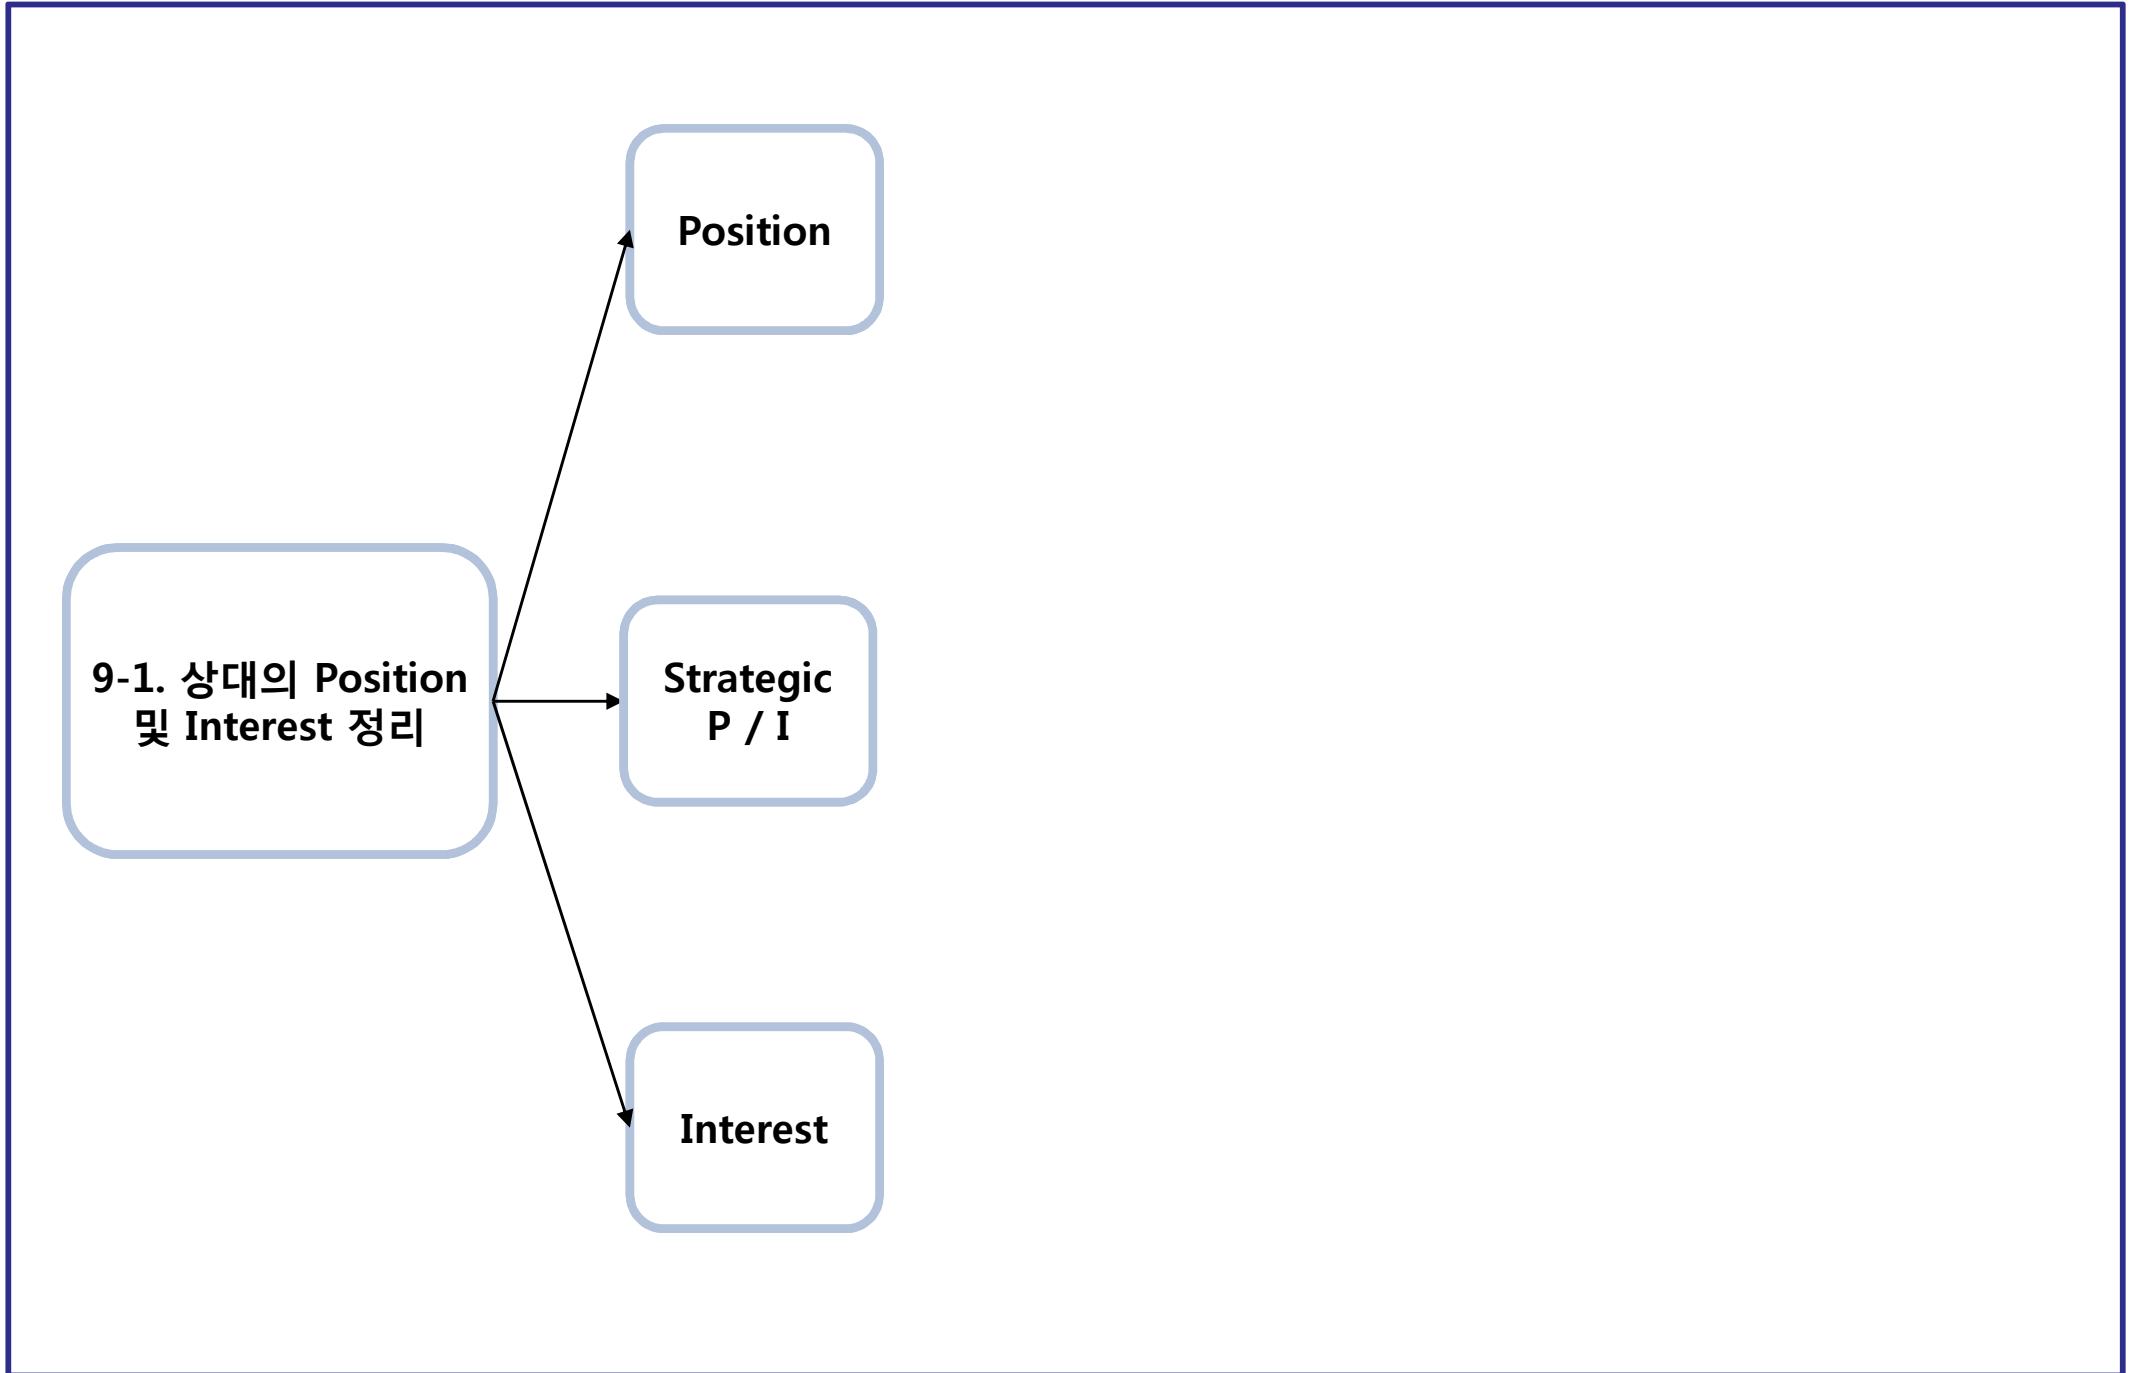 Position
9-1. 상대의 Position
및 Interest 정리
Strategic
P / I
Interest